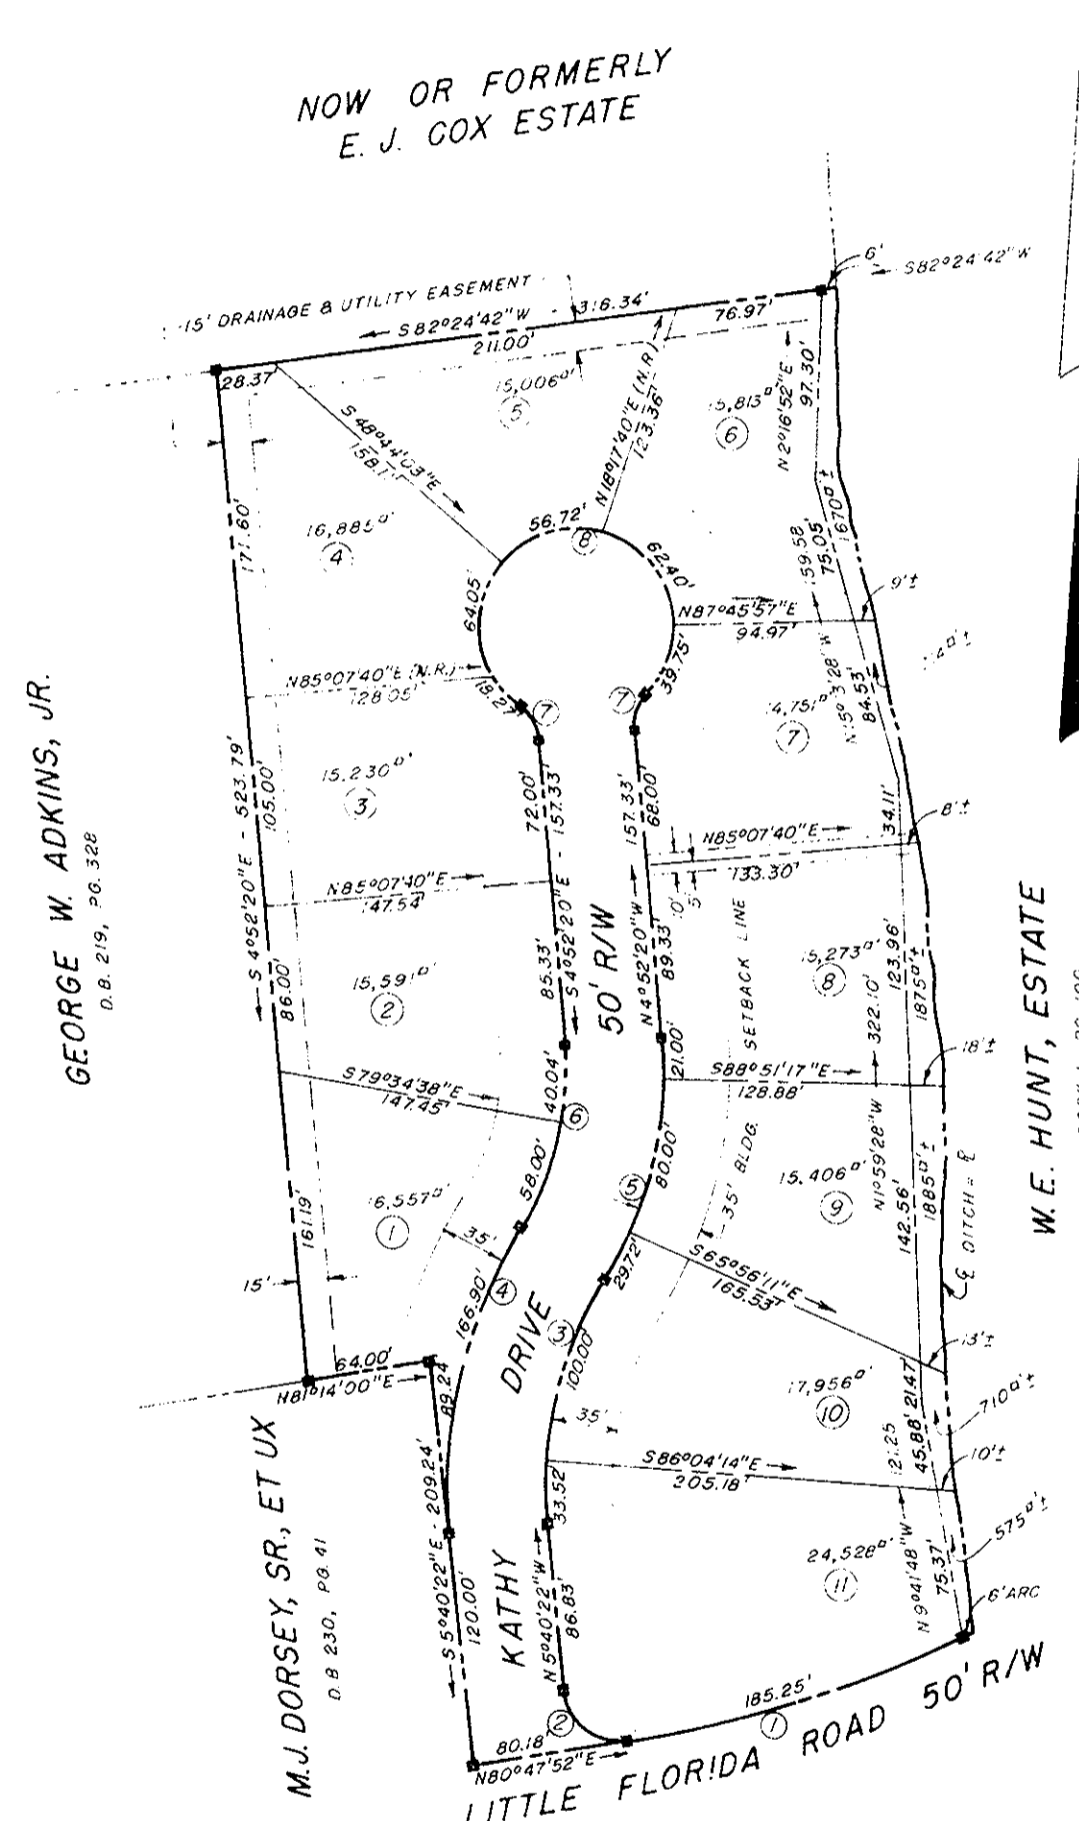 NOW OR FORMERLY
E. J. COX ESTATE
6'
S82°24'42"W
15' DRAINAGE & UTILITY EASEMENT
S82°24'42"W - 316.34'
211.00'
76.97'
28.37'
15,006□'
5
15,813□'
6
N2°16'52"E
97.30'
S48°44'03"E
N18°17'40"E (N.R.)
123.36'
171.60'
16,885□'
4
56.72'
8
92.40'
64.05'
159.58
75.05'
1670□'±
9'±
N87°45'57"E
94.97'
N85°07'40"E (N.R.)
128.05'
18.27'
39.75'
7
7
84.53'
14,751□'
7
GEORGE W. ADKINS, JR.
D.B. 219, PG. 328
S4°52'20"E - 523.79'
105.00'
15,230□'
3
72.00'
157.33'
157.33'
68.00'
34.11'
8'±
N85°07'40"E
133.30'
N85°07'40"E
147.54'
10'
5'
86.00'
15,591□'
2
85.33'
S4°52'20"E
50' R/W
N4°52'20"W
89.33'
35' BLDG. SETBACK LINE
15,273□'
8
123.96'
1875□'±
322.10'
N1°59'28"W
18'±
S88°51'17"E
128.88'
21.00'
S79°34'38"E
147.45'
40.04'
6
58.00'
80.00'
5
15,406□'
9
142.56'
1885□'±
℄ DITCH = ⅊
W.E. HUNT, ESTATE
16,557□'
1
161.19'
35'
15'
166.90'
4
29.72'
S65°56'11"E
165.53'
13'±
3
100.00'
64.00'
N81°14'00"E
89.24'
35'
17,956□'
10
21.47'
45.88'
121.25
710□'±
S86°04'14"E
205.18'
10'±
33.52'
575□'±
M.J. DORSEY, SR., ET UX
D.B. 230, PG. 41
S5°40'22"E - 209.24'
120.00'
KATHY DRIVE
N5°40'22"W
86.83'
24,528□'
11
N9°41'48"W
75.37'
6' ARC
185.25'
1
2
80.18'
N80°47'52"E
LITTLE FLORIDA ROAD 50' R/W